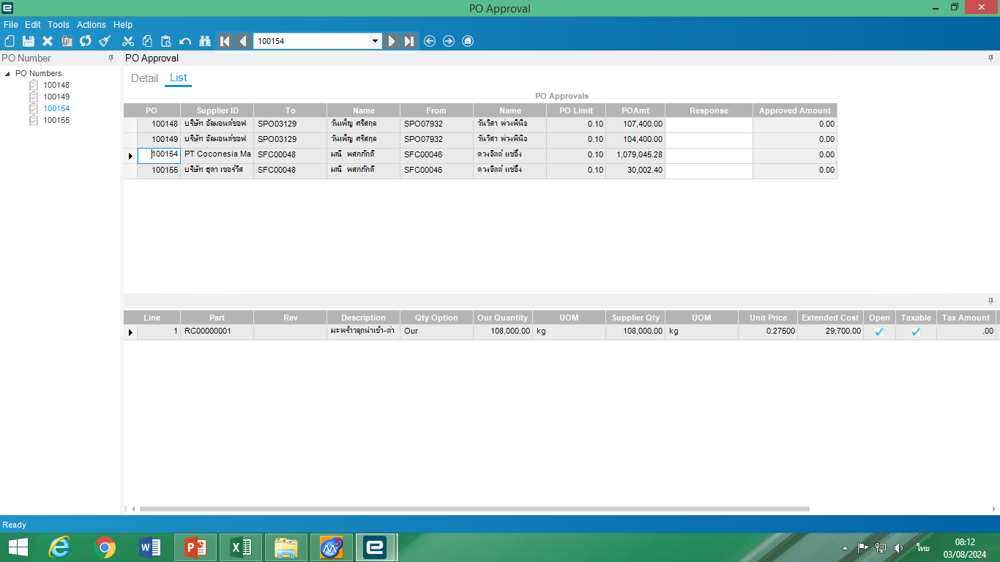 PO Approval
File Edit Tools Actions Help
100154
PO Number
PO Approval
PO Numbers
100148
100149
100154
100155
Detail List
PO Approvals
PO Supplier ID To Name From Name PO Limit POAmt Response Approved Amount
100148 บริษัท อัลมอนด์ซอฟ SPO03129 วันเพ็ญ ศรีสกุล SPO07932 วันวิสา พ่วงพินิจ 0.10 107,400.00 0.00
100149 บริษัท อัลมอนด์ซอฟ SPO03129 วันเพ็ญ ศรีสกุล SPO07932 วันวิสา พ่วงพินิจ 0.10 104,400.00 0.00
100154 PT Coconesia Ma SFC00048 มณี พสกภักดี SFC00046 ดวงจิตต์ แซ่อึ้ง 0.10 1,079,045.28 0.00
100155 บริษัท ฮูดา เซอร์วิส SFC00048 มณี พสกภักดี SFC00046 ดวงจิตต์ แซ่อึ้ง 0.10 30,002.40 0.00
Line Part Rev Description Qty Option Our Quantity UOM Supplier Qty UOM Unit Price Extended Cost Open Taxable Tax Amount
1 RC00000001 มะพร้าวลูกนำเข้า-ดำ Our 108,000.00 kg 108,000.00 kg 0.27500 29,700.00 .00
Ready
ไทย
08:12
03/08/2024